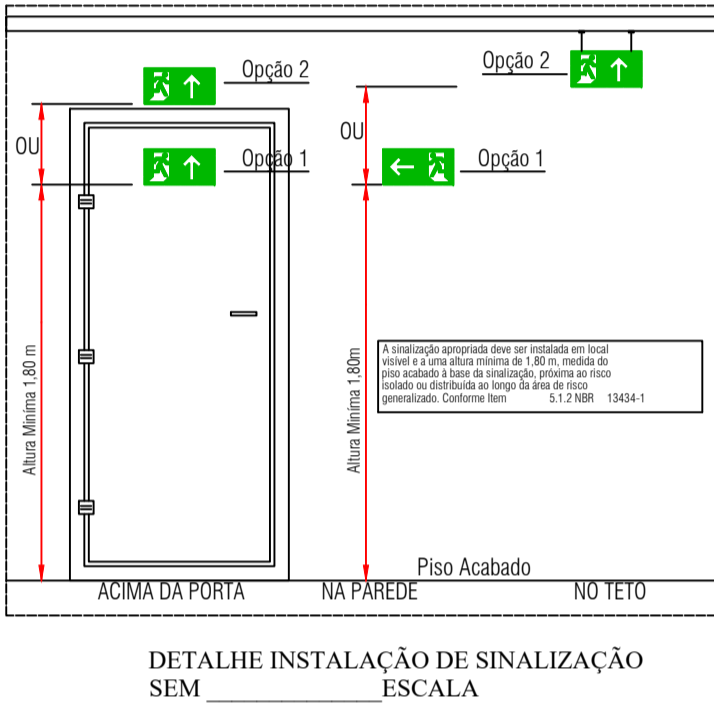 Opção 2
OU
Opção 1
Altura Miníma 1,80 m
Opção 2
OU
Opção 1
Altura Miníma 1,80m
A sinalização apropriada deve ser instalada em local
visível e a uma altura mínima de 1,80 m, medida do
piso acabado à base da sinalização, próxima ao risco
isolado ou distribuída ao longo da área de risco
generalizado. Conforme Item 5.1.2 NBR 13434-1
Piso Acabado
ACIMA DA PORTA
NA PAREDE
NO TETO
DETALHE INSTALAÇÃO DE SINALIZAÇÃO
SEM _______________ESCALA